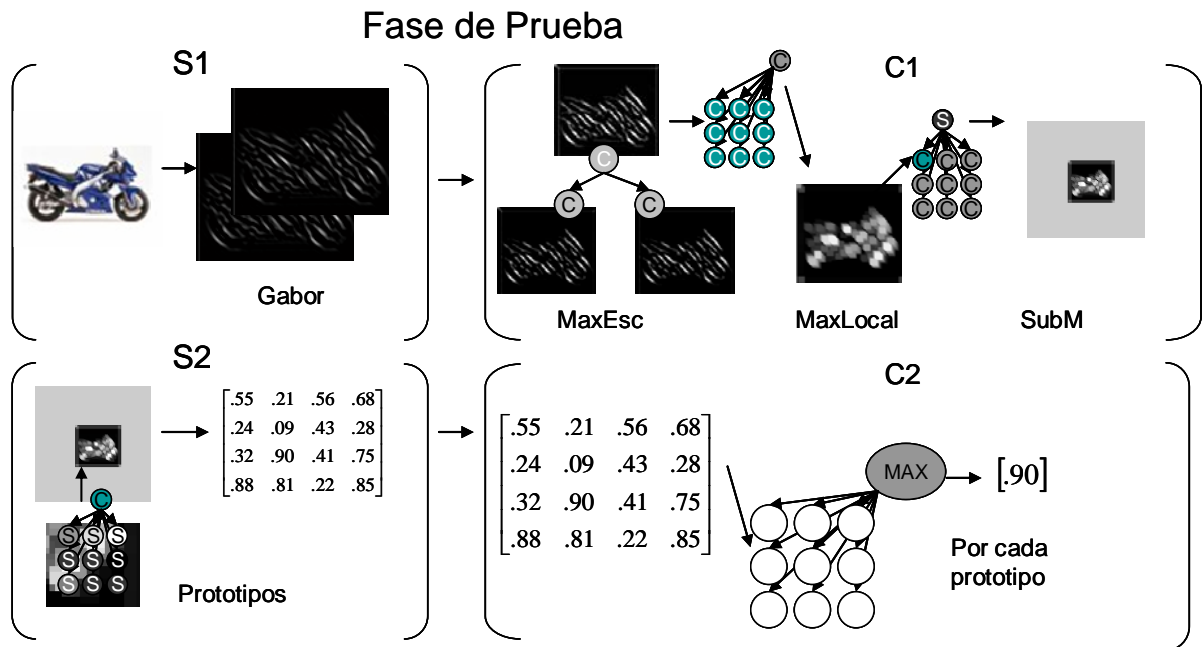 Fase de Prueba
S1
Gabor
C1
C
C
C
MaxEsc
C
C C C
C C C
C C C
MaxLocal
S
C C C
C C C
C C C
SubM
S2
.55 .21 .56 .68
.24 .09 .43 .28
.32 .90 .41 .75
.88 .81 .22 .85
C
S S S
S S S
S S S
Prototipos
C2
.55 .21 .56 .68
.24 .09 .43 .28
.32 .90 .41 .75
.88 .81 .22 .85
MAX
[.90]
Por cada
prototipo